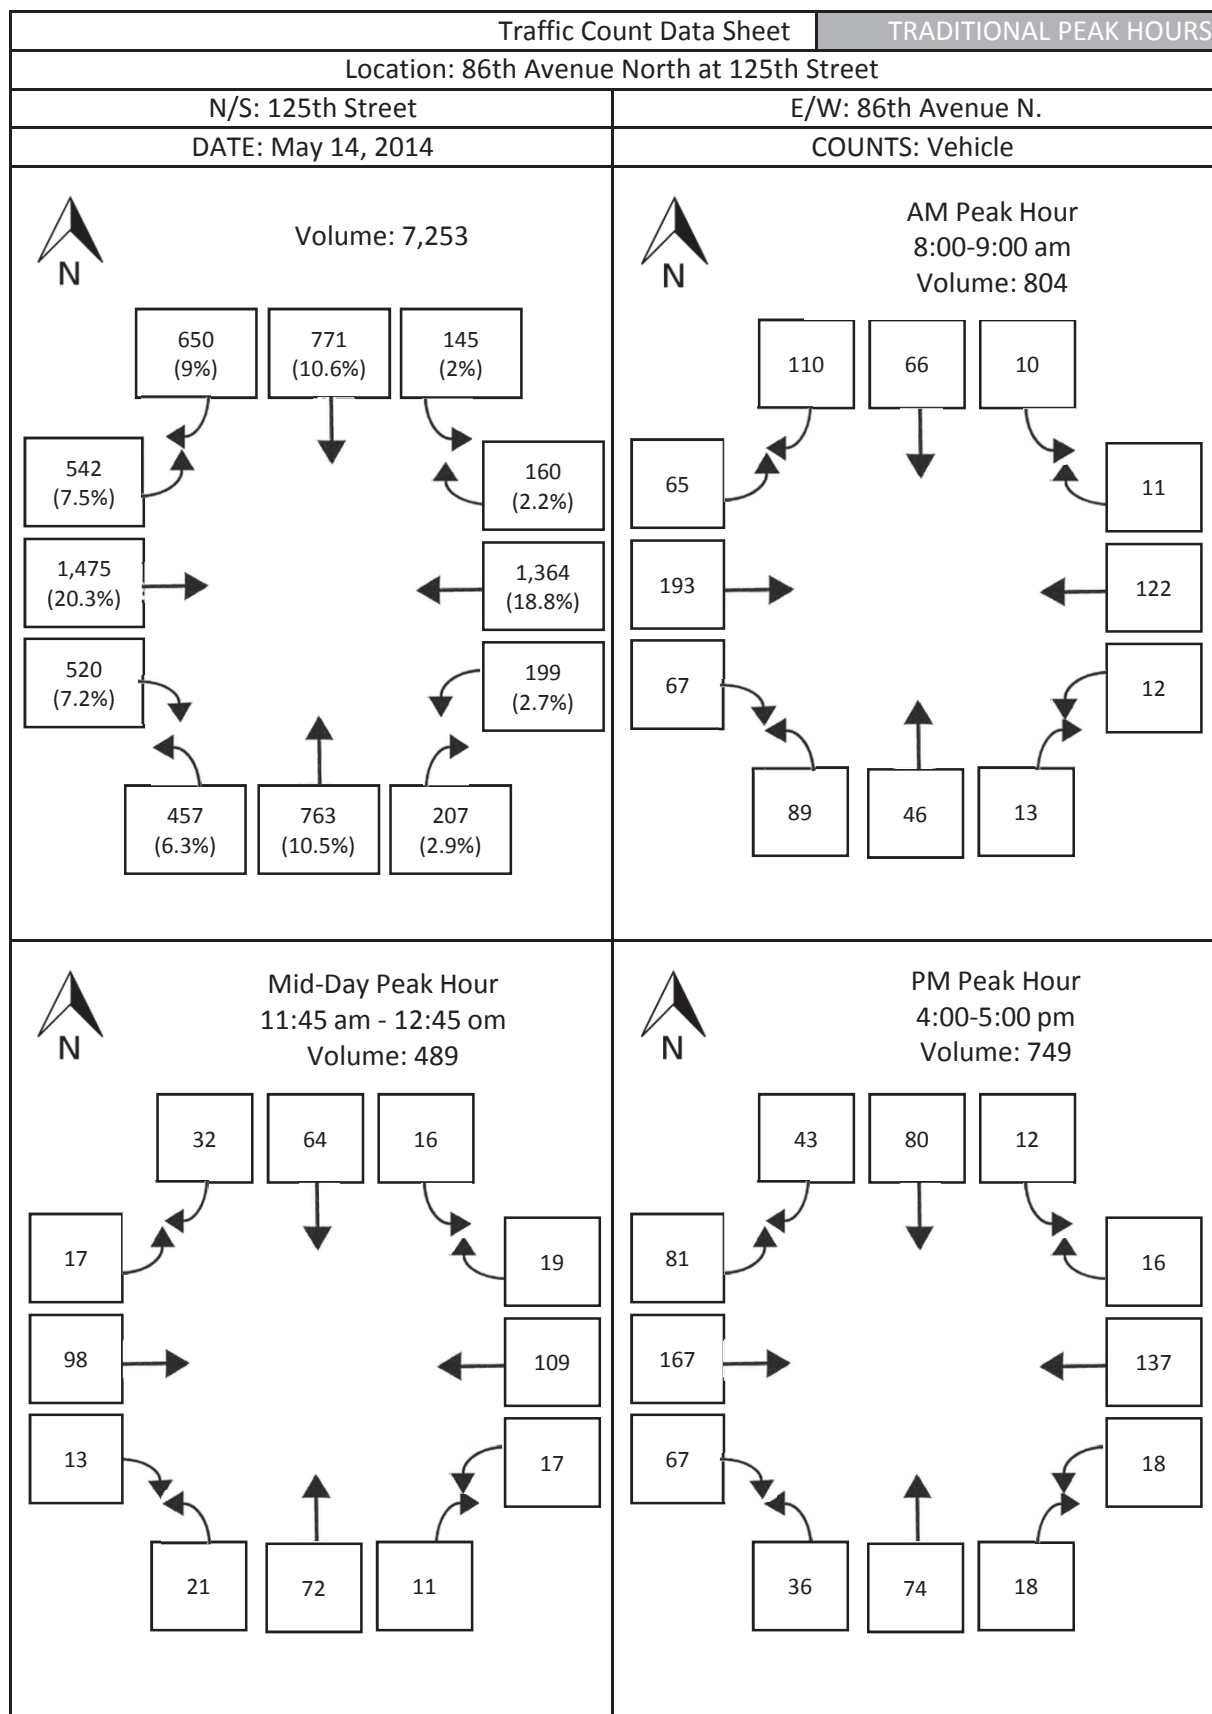 Traffic Count Data Sheet
TRADITIONAL PEAK HOURS
Location: 86th Avenue North at 125th Street
N/S: 125th Street
E/W: 86th Avenue N.
DATE: May 14, 2014
COUNTS: Vehicle
N
Volume: 7,253
650
(9%)
771
(10.6%)
145
(2%)
542
(7.5%)
160
(2.2%)
1,475
(20.3%)
1,364
(18.8%)
520
(7.2%)
199
(2.7%)
457
(6.3%)
763
(10.5%)
207
(2.9%)
N
AM Peak Hour
8:00-9:00 am
Volume: 804
110
66
10
65
11
193
122
67
12
89
46
13
N
Mid-Day Peak Hour
11:45 am - 12:45 om
Volume: 489
32
64
16
17
19
98
109
13
17
21
72
11
N
PM Peak Hour
4:00-5:00 pm
Volume: 749
43
80
12
81
16
167
137
67
18
36
74
18